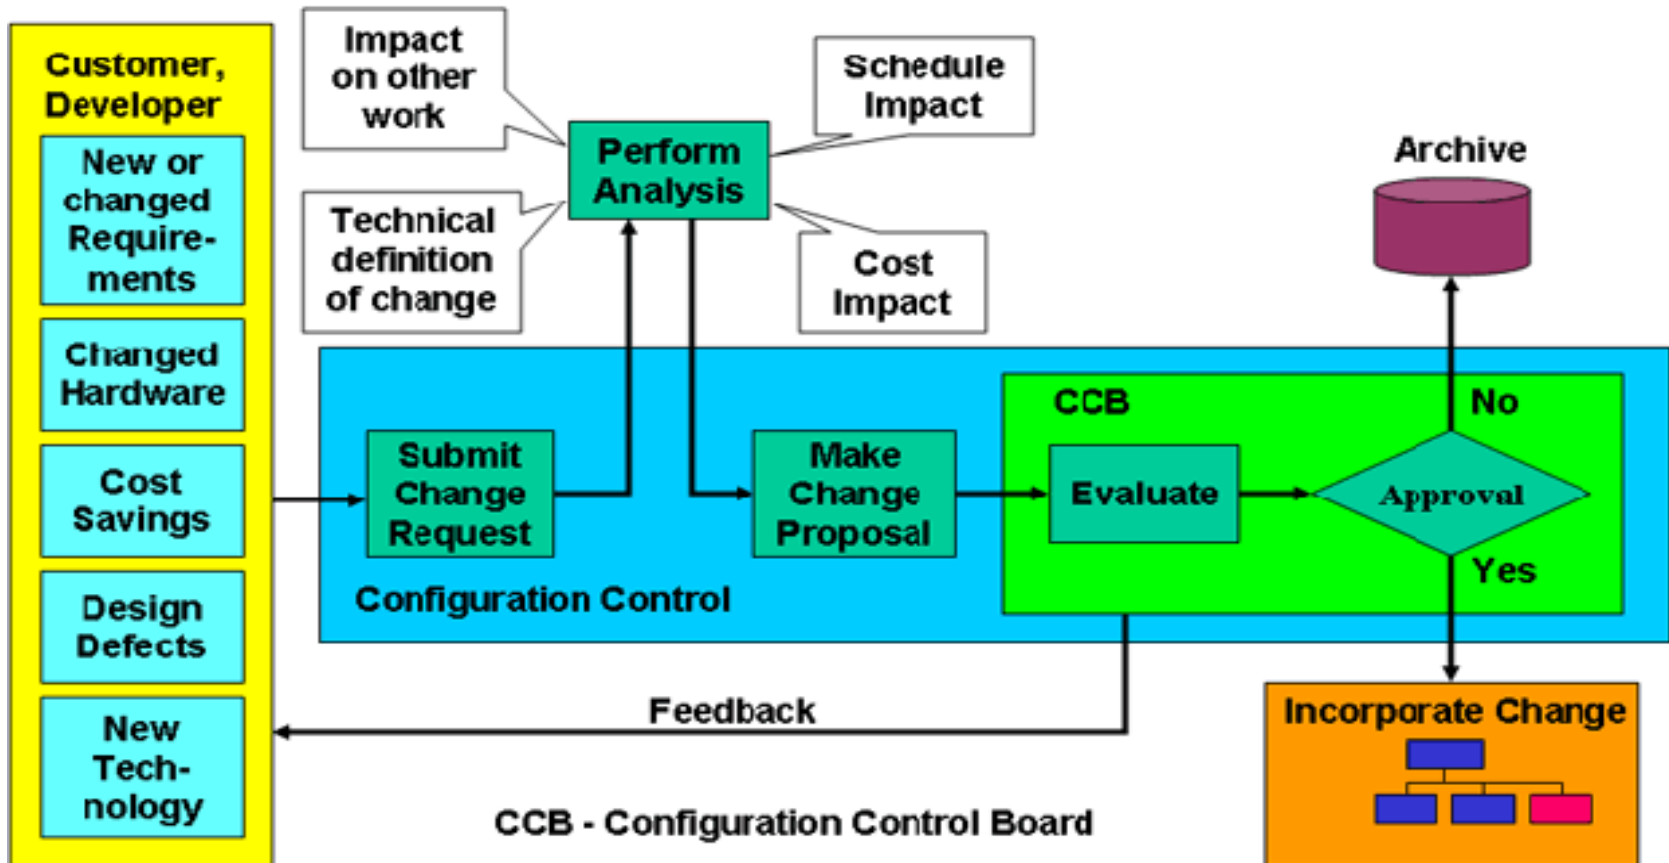 Customer,
Developer
New or
changed
Require-
ments
Changed
Hardware
Cost
Savings
Design
Defects
New
Tech-
nology
Impact
on other
work
Technical
definition
of change
Perform
Analysis
Schedule
Impact
Cost
Impact
Archive
Submit
Change
Request
Configuration Control
Make
Change
Proposal
CCB
Evaluate
Approval
No
Yes
Feedback
Incorporate Change
CCB - Configuration Control Board